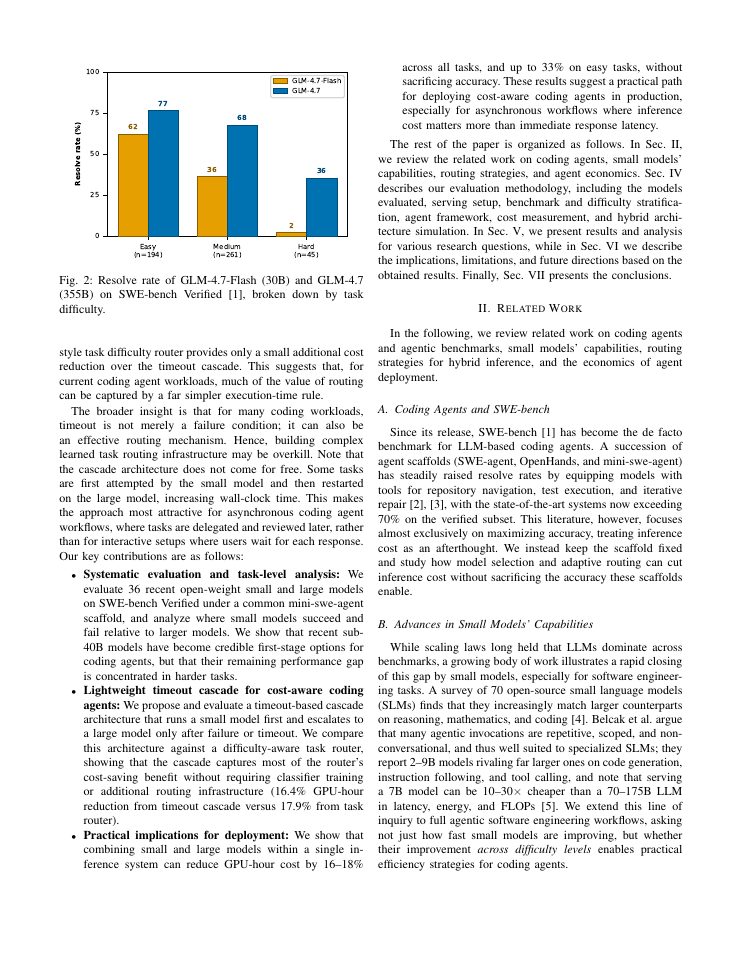 100
75
50
25
0
Resolve rate (%)
GLM-4.7-Flash
GLM-4.7
62
77
36
68
2
36
Easy
(n=194)
Medium
(n=261)
Hard
(n=45)
Fig. 2: Resolve rate of GLM-4.7-Flash (30B) and GLM-4.7
(355B) on SWE-bench Verified [1], broken down by task
difficulty.
style task difficulty router provides only a small additional cost
reduction over the timeout cascade. This suggests that, for
current coding agent workloads, much of the value of routing
can be captured by a far simpler execution-time rule.
The broader insight is that for many coding workloads,
timeout is not merely a failure condition; it can also be
an effective routing mechanism. Hence, building complex
learned task routing infrastructure may be overkill. Note that
the cascade architecture does not come for free. Some tasks
are first attempted by the small model and then restarted
on the large model, increasing wall-clock time. This makes
the approach most attractive for asynchronous coding agent
workflows, where tasks are delegated and reviewed later, rather
than for interactive setups where users wait for each response.
Our key contributions are as follows:
• Systematic evaluation and task-level analysis: We
evaluate 36 recent open-weight small and large models
on SWE-bench Verified under a common mini-swe-agent
scaffold, and analyze where small models succeed and
fail relative to larger models. We show that recent sub-
40B models have become credible first-stage options for
coding agents, but that their remaining performance gap
is concentrated in harder tasks.
• Lightweight timeout cascade for cost-aware coding
agents: We propose and evaluate a timeout-based cascade
architecture that runs a small model first and escalates to
a large model only after failure or timeout. We compare
this architecture against a difficulty-aware task router,
showing that the cascade captures most of the router's
cost-saving benefit without requiring classifier training
or additional routing infrastructure (16.4% GPU-hour
reduction from timeout cascade versus 17.9% from task
router).
• Practical implications for deployment: We show that
combining small and large models within a single in-
ference system can reduce GPU-hour cost by 16–18%
across all tasks, and up to 33% on easy tasks, without
sacrificing accuracy. These results suggest a practical path
for deploying cost-aware coding agents in production,
especially for asynchronous workflows where inference
cost matters more than immediate response latency.
The rest of the paper is organized as follows. In Sec. II,
we review the related work on coding agents, small models'
capabilities, routing strategies, and agent economics. Sec. IV
describes our evaluation methodology, including the models
evaluated, serving setup, benchmark and difficulty stratifica-
tion, agent framework, cost measurement, and hybrid archi-
tecture simulation. In Sec. V, we present results and analysis
for various research questions, while in Sec. VI we describe
the implications, limitations, and future directions based on the
obtained results. Finally, Sec. VII presents the conclusions.
II. RELATED WORK
In the following, we review related work on coding agents
and agentic benchmarks, small models' capabilities, routing
strategies for hybrid inference, and the economics of agent
deployment.
A. Coding Agents and SWE-bench
Since its release, SWE-bench [1] has become the de facto
benchmark for LLM-based coding agents. A succession of
agent scaffolds (SWE-agent, OpenHands, and mini-swe-agent)
has steadily raised resolve rates by equipping models with
tools for repository navigation, test execution, and iterative
repair [2], [3], with the state-of-the-art systems now exceeding
70% on the verified subset. This literature, however, focuses
almost exclusively on maximizing accuracy, treating inference
cost as an afterthought. We instead keep the scaffold fixed
and study how model selection and adaptive routing can cut
inference cost without sacrificing the accuracy these scaffolds
enable.
B. Advances in Small Models' Capabilities
While scaling laws long held that LLMs dominate across
benchmarks, a growing body of work illustrates a rapid closing
of this gap by small models, especially for software engineer-
ing tasks. A survey of 70 open-source small language models
(SLMs) finds that they increasingly match larger counterparts
on reasoning, mathematics, and coding [4]. Belcak et al. argue
that many agentic invocations are repetitive, scoped, and non-
conversational, and thus well suited to specialized SLMs; they
report 2–9B models rivaling far larger ones on code generation,
instruction following, and tool calling, and note that serving
a 7B model can be 10–30× cheaper than a 70–175B LLM
in latency, energy, and FLOPs [5]. We extend this line of
inquiry to full agentic software engineering workflows, asking
not just how fast small models are improving, but whether
their improvement across difficulty levels enables practical
efficiency strategies for coding agents.